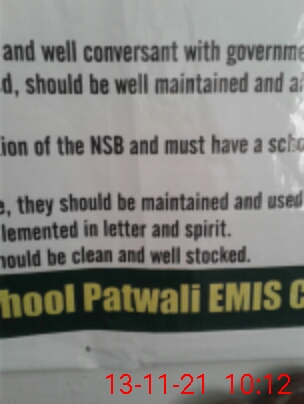 and well conversant with governme
d, should be well maintained and a
ion of the NSB and must have a scho
e, they should be maintained and used
lemented in letter and spirit.
hould be clean and well stocked.
hool Patwali EMIS C
13-11-21 10:12